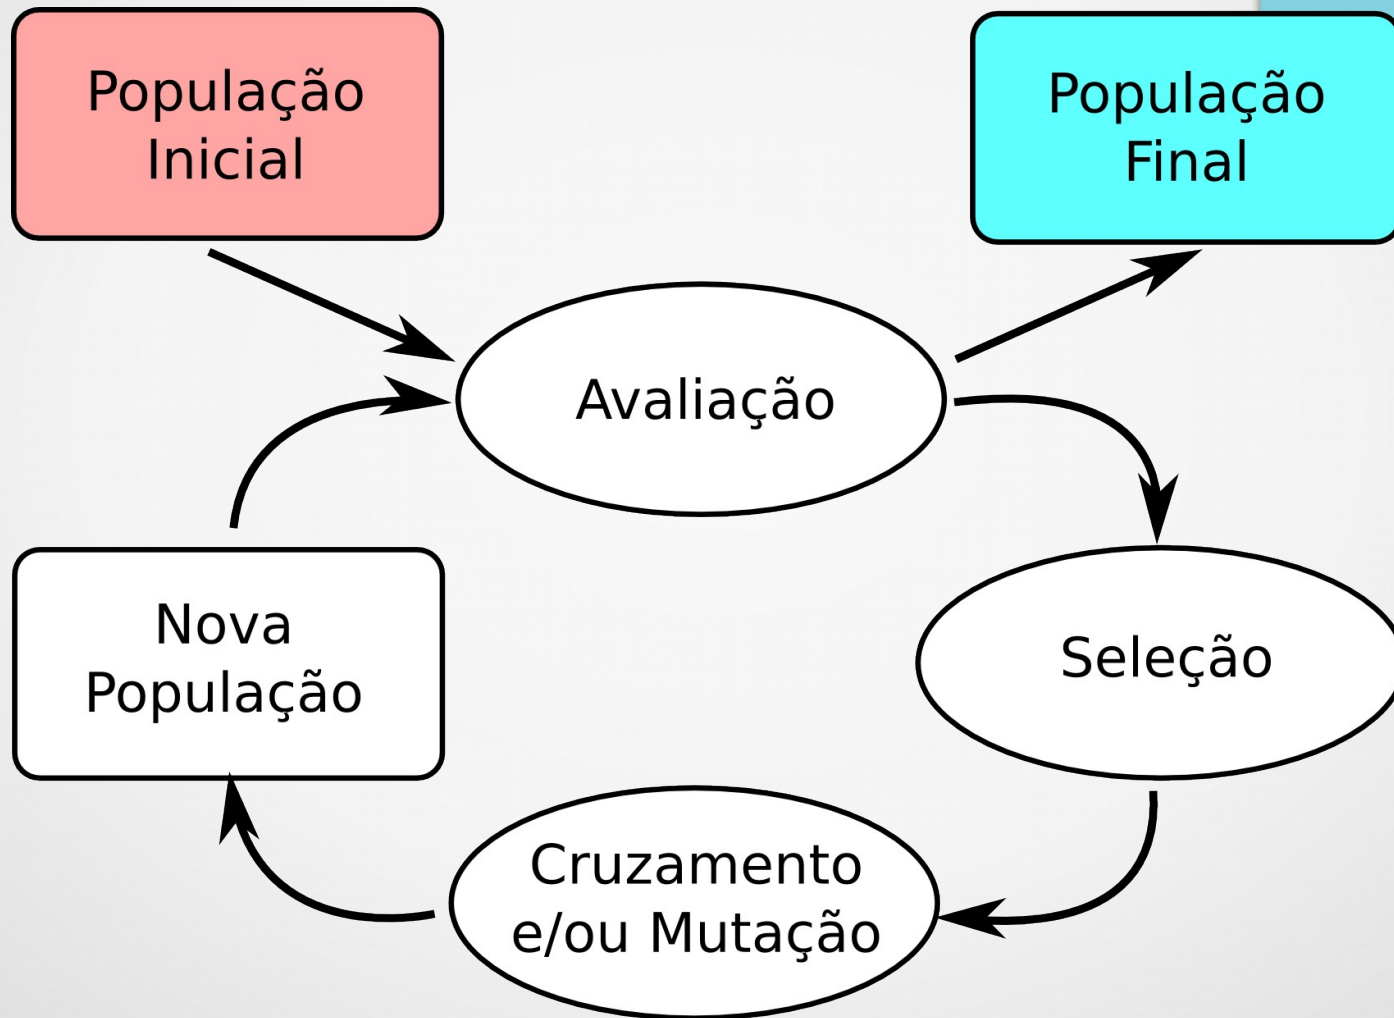 População
Inicial
População
Final
Avaliação
Nova
População
Seleção
Cruzamento
e/ou Mutação